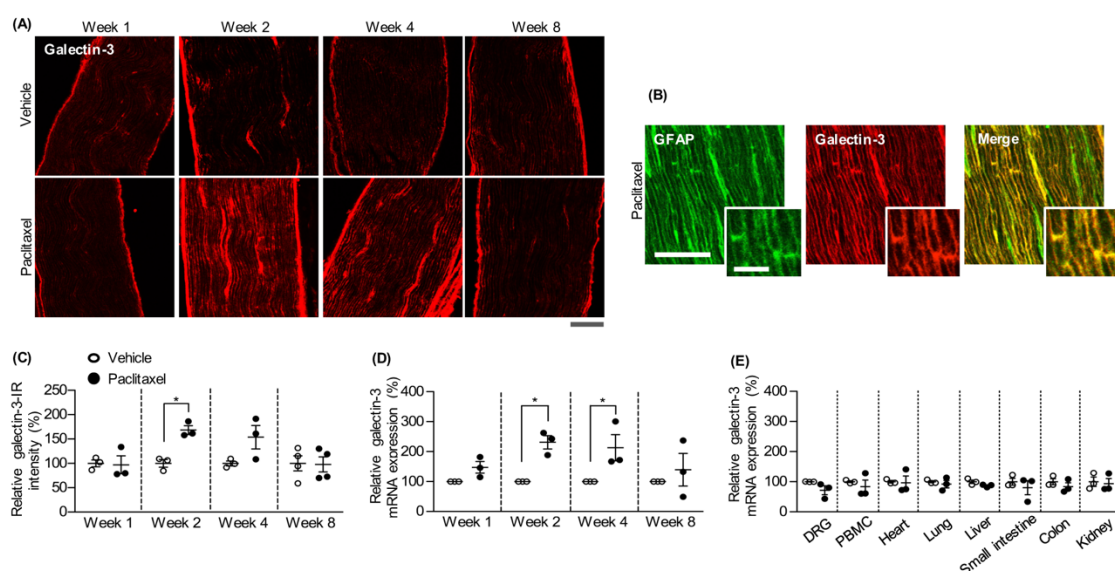 (A)
Week 1 Week 2 Week 4 Week 8
Galectin-3
Vehicle
Paclitaxel
(B)
GFAP Galectin-3 Merge
Paclitaxel
(C)
Vehicle
Paclitaxel
Relative galectin-3-IR
intensity (%)
250
200
150
100
50
0
*
Week 1 Week 2 Week 4 Week 8
(D)
Relative galectin-3
mRNA expression (%)
400
300
200
100
0
* *
Week 1 Week 2 Week 4 Week 8
(E)
Relative galectin-3
mRNA expression (%)
400
300
200
100
0
DRG PBMC Heart Lung Liver Small intestine Colon Kidney